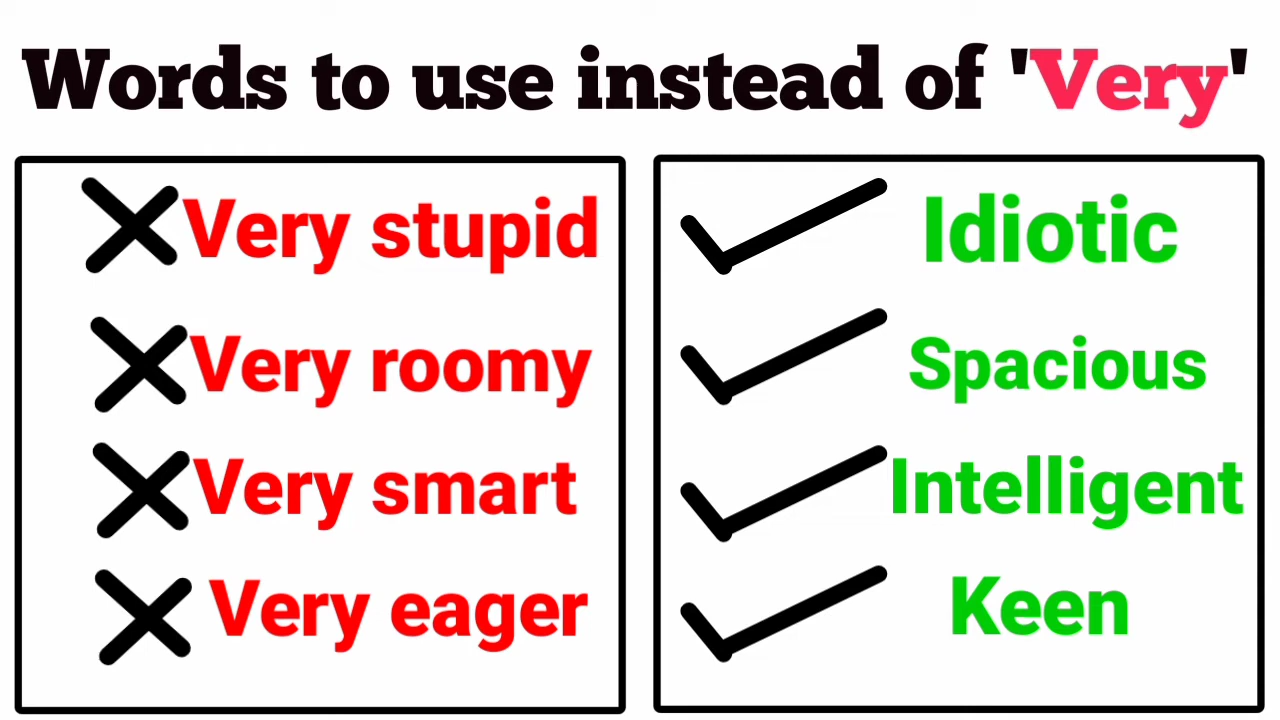 Words to use instead of 'Very'
Very stupid
Idiotic
Very roomy
Spacious
Very smart
Intelligent
Very eager
Keen